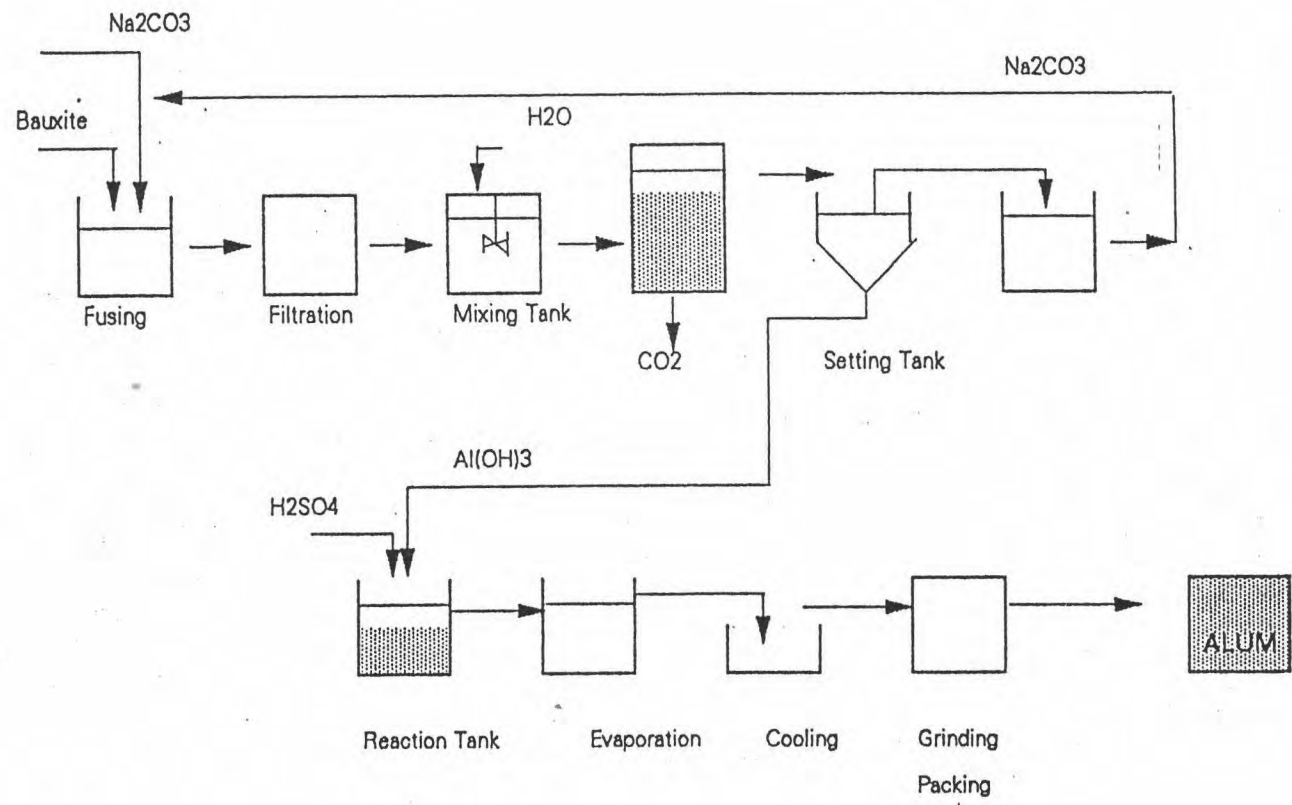 Na2CO3
Na2CO3
Bauxite
H2O
Fusing
Filtration
Mixing Tank
CO2
Setting Tank
Al(OH)3
H2SO4
ALUM
Reaction Tank
Evaporation
Cooling
Grinding
Packing